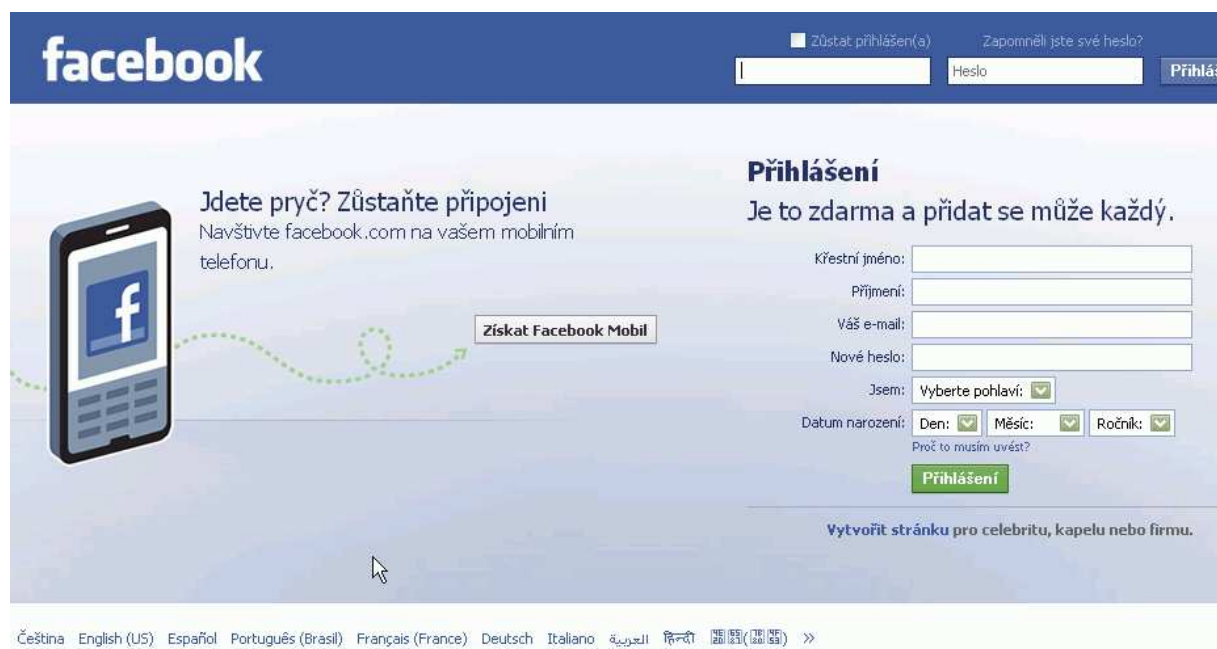 facebook
Zůstat přihlášen(a) Zapomněli jste své heslo?
Heslo
Jdete pryč? Zůstaňte připojeni
Navštivte facebook.com na vašem mobilním
telefonu.
Získat Facebook Mobil
Přihlášení
Je to zdarma a přidat se může každý.
Křestní jméno:
Příjmení:
Váš e-mail:
Nové heslo:
Jsem: Vyberte pohlaví:
Datum narození: Den: Měsíc: Ročník:
Proč to musím uvést?
Přihlášení
Vytvořit stránku pro celebritu, kapelu nebo firmu.
Čeština English (US) Español Português (Brasil) Français (France) Deutsch Italiano العربية हिन्दी »